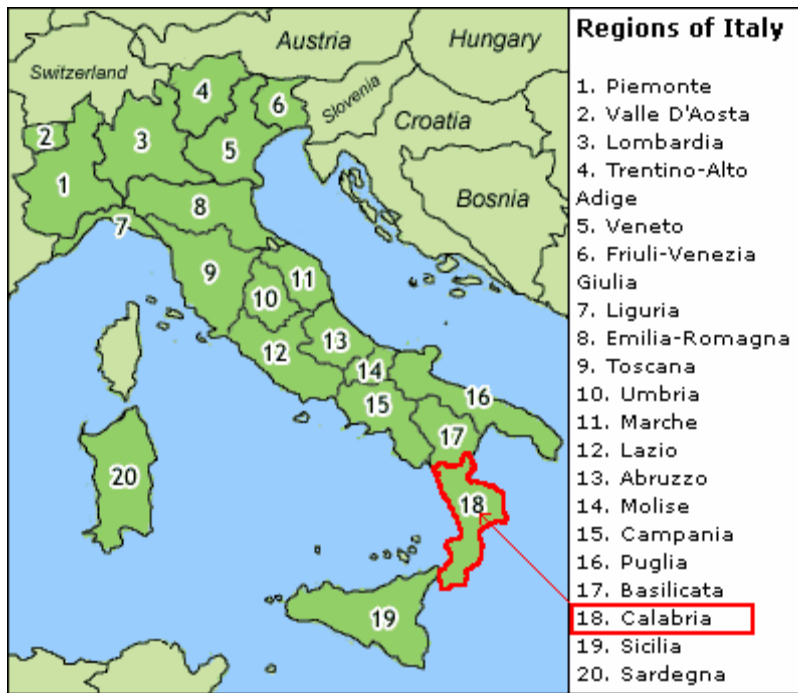 Regions of Italy
1. Piemonte
2. Valle D'Aosta
3. Lombardia
4. Trentino-Alto
Adige
5. Veneto
6. Friuli-Venezia
Giulia
7. Liguria
8. Emilia-Romagna
9. Toscana
10. Umbria
11. Marche
12. Lazio
13. Abruzzo
14. Molise
15. Campania
16. Puglia
17. Basilicata
18. Calabria
19. Sicilia
20. Sardegna
Austria
Hungary
Switzerland
Slovenia
Croatia
Bosnia
4
6
2
3
5
1
8
7
9
11
10
13
12
14
15
16
17
20
18
19